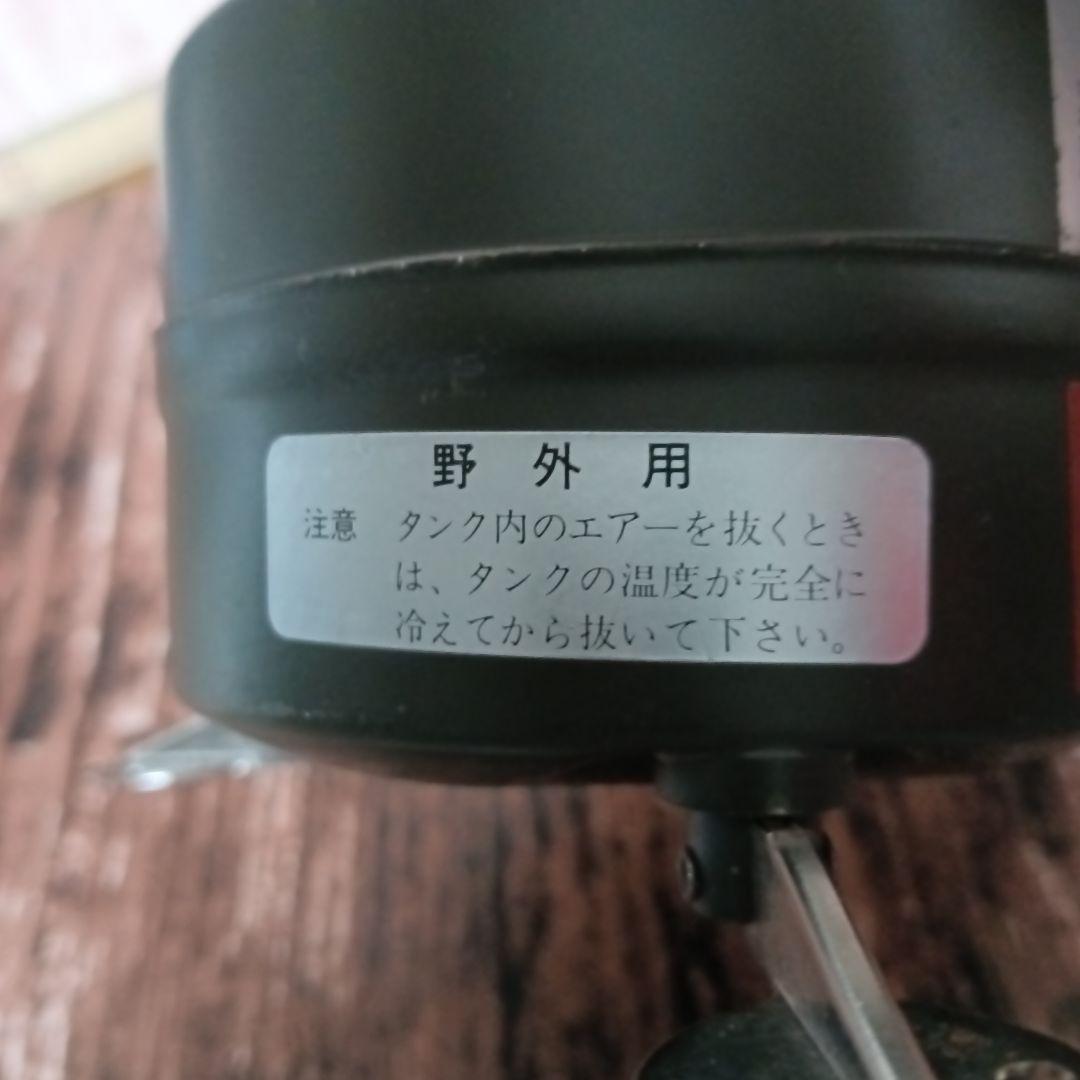 野外用
注意 タンク内のエアーを抜くとき
は、タンクの温度が完全に
冷えてから抜いて下さい。